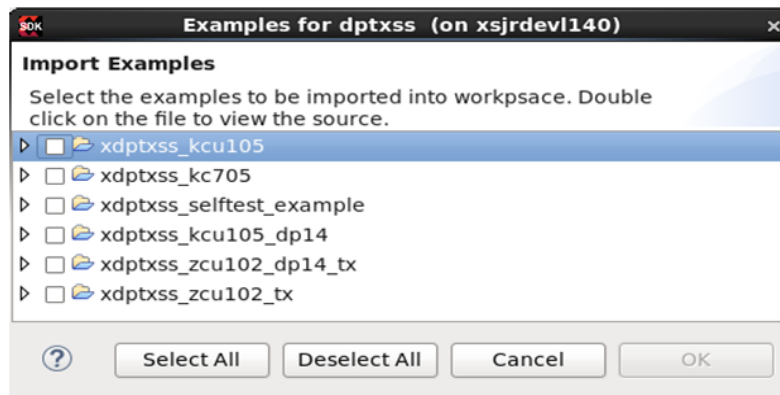 SDK
Examples for dptxss (on xsjrdevl140)
Import Examples
Select the examples to be imported into workpsace. Double
click on the file to view the source.
xdptxss_kcu105
xdptxss_kc705
xdptxss_selftest_example
xdptxss_kcu105_dp14
xdptxss_zcu102_dp14_tx
xdptxss_zcu102_tx
? Select All Deselect All Cancel OK